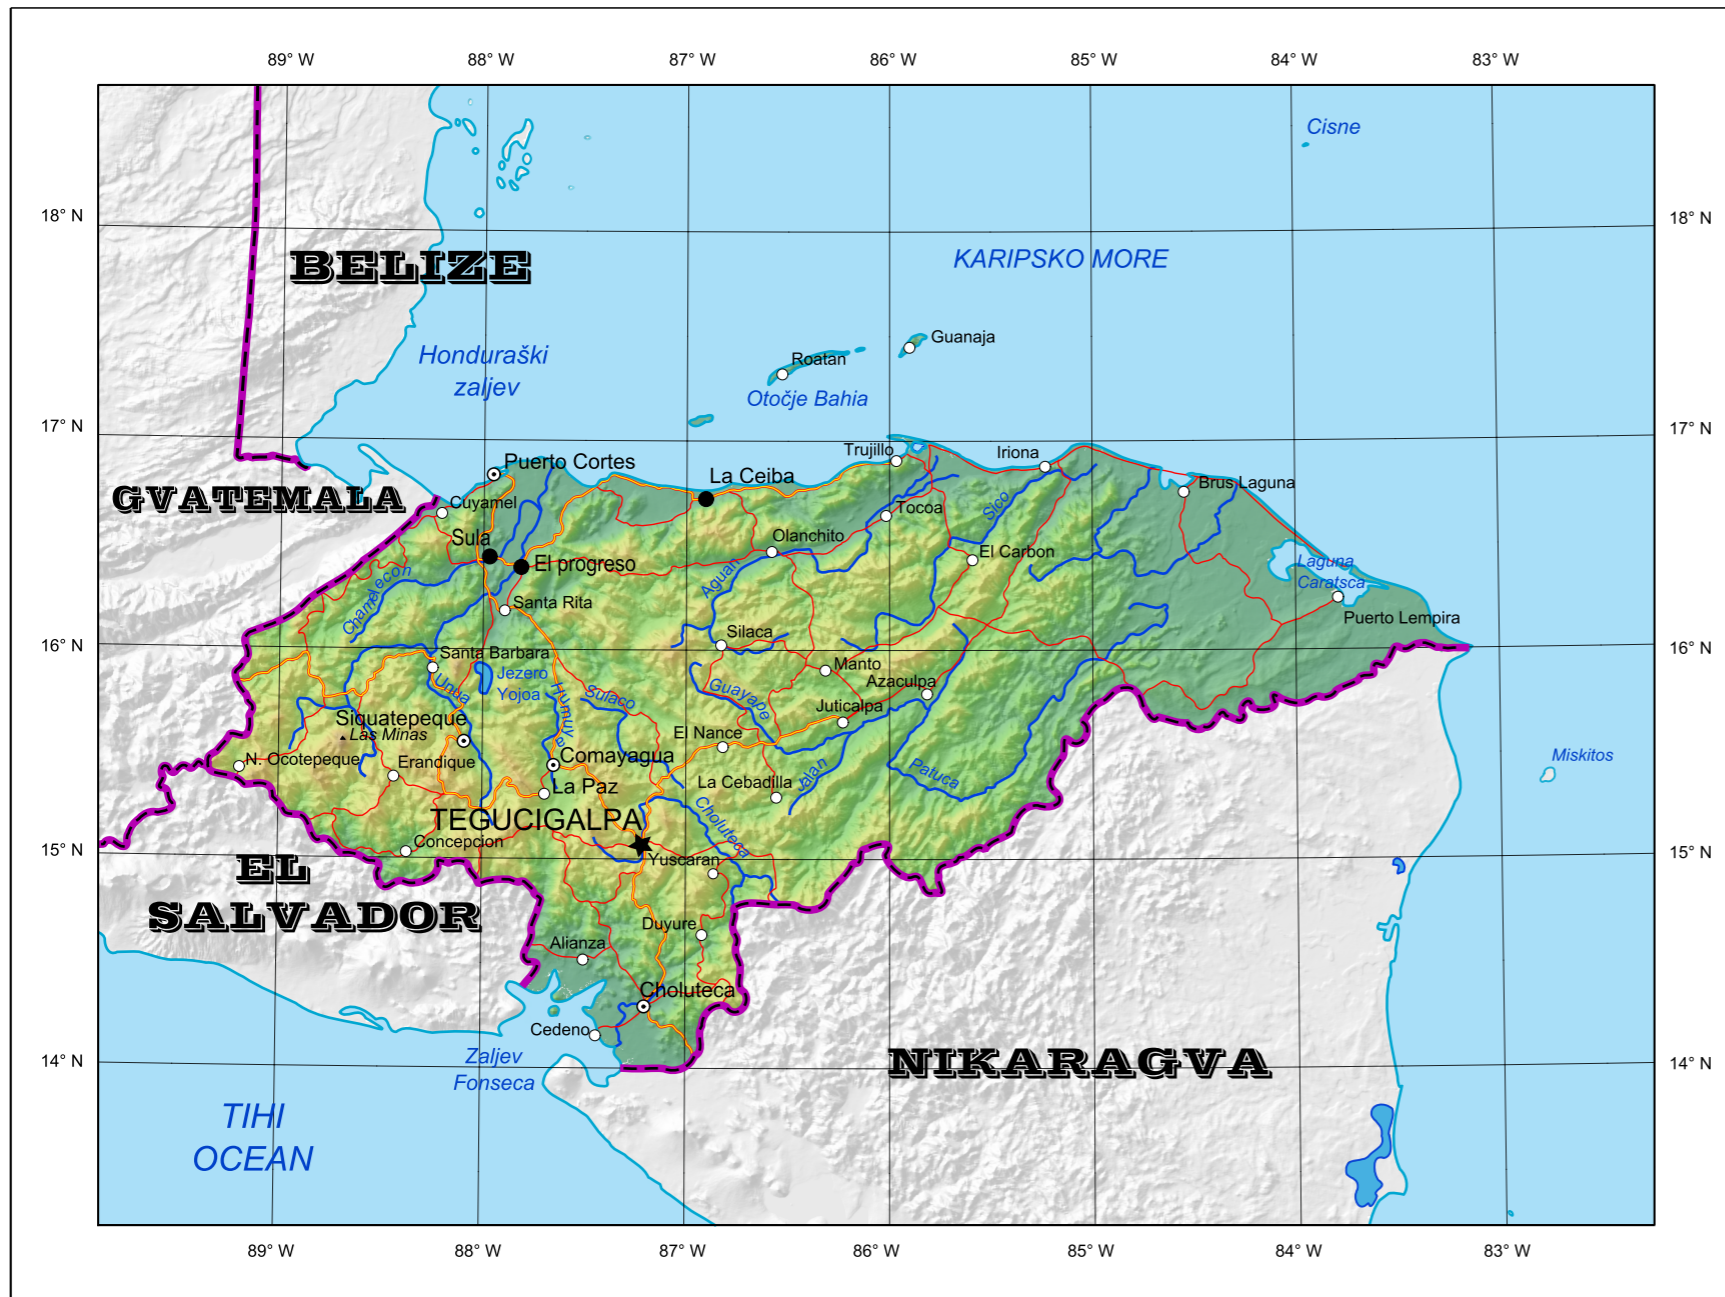 89° W
88° W
87° W
86° W
85° W
84° W
83° W
Cisne
18° N
18° N
BELIZE
KARIPSKO MORE
Guanaja
Honduraški
zaljev
Roatan
Otočje Bahia
17° N
17° N
Trujillo
Iriona
Puerto Cortes
La Ceiba
Brus Laguna
GVATEMALA
Cuyamel
Tocoa
Sico
Sula
Olanchito
El Carbon
El progreso
Laguna
Caratsca
Chamelecon
Aguan
Santa Rita
Puerto Lempira
Silaca
16° N
16° N
Santa Barbara
Manto
Jezero
Yojoa
Azaculpa
Unua
Humuye
Sulaco
Guayape
Juticalpa
Siquatepeque
Las Minas
El Nance
Miskitos
N. Ocotepeque
Erandique
Comayagua
La Cebadilla
Jalan
Patuca
La Paz
Choluteca
TEGUCIGALPA
Concepcion
15° N
15° N
Yuscaran
EL
SALVADOR
Duyure
Alianza
Choluteca
Cedeno
Zaljev
Fonseca
14° N
14° N
NIKARAGVA
TIHI
OCEAN
89° W
88° W
87° W
86° W
85° W
84° W
83° W